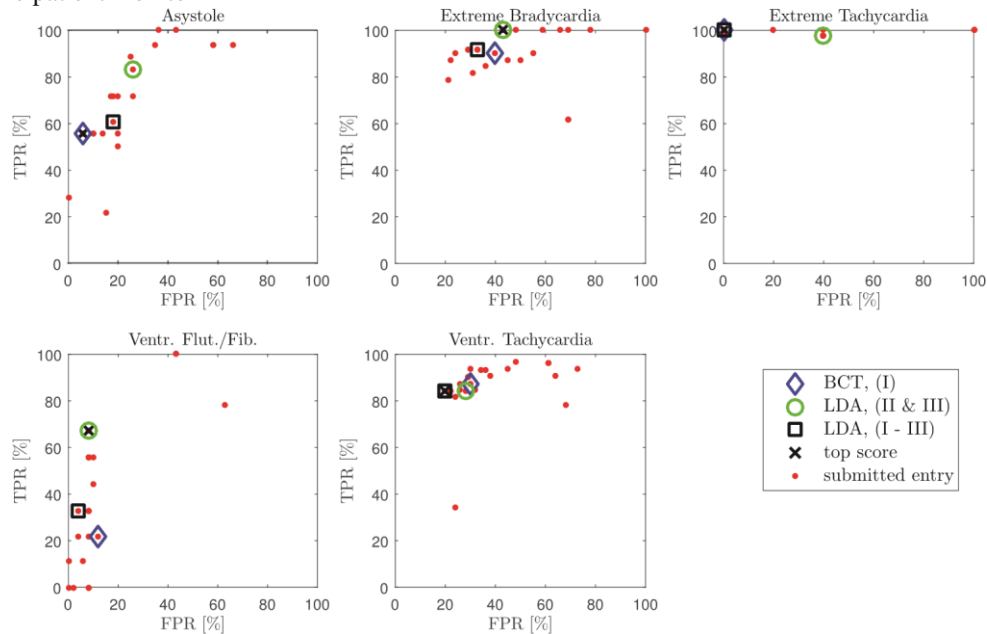 Asystole
100
80
60
40
20
0
TPR [%]
0 20 40 60 80 100
FPR [%]
Extreme Bradycardia
100
80
60
40
20
0
TPR [%]
0 20 40 60 80 100
FPR [%]
Extreme Tachycardia
100
80
60
40
20
0
TPR [%]
0 20 40 60 80 100
FPR [%]
Ventr. Flut./Fib.
100
80
60
40
20
0
TPR [%]
0 20 40 60 80 100
FPR [%]
Ventr. Tachycardia
100
80
60
40
20
0
TPR [%]
0 20 40 60 80 100
FPR [%]
BCT, (I)
LDA, (II & III)
LDA, (I - III)
top score
submitted entry